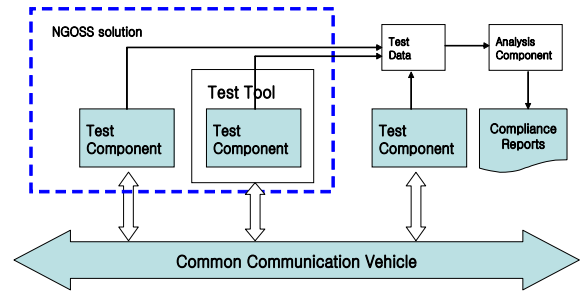 NGOSS solution
Test
Data
Analysis
Component
Test Tool
Test
Component
Test
Component
Test
Component
Compliance
Reports
Common Communication Vehicle